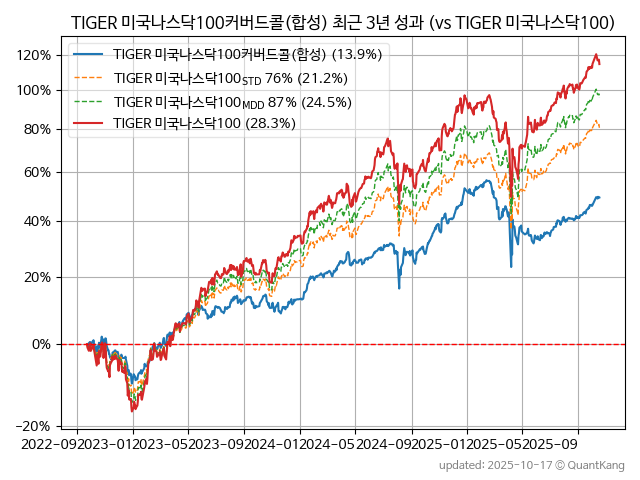 TIGER 미국나스닥100커버드콜(합성) 최근 3년 성과 (vs TIGER 미국나스닥100)
TIGER 미국나스닥100커버드콜(합성) (13.9%)
TIGER 미국나스닥100STD 76% (21.2%)
TIGER 미국나스닥100MDD 87% (24.5%)
TIGER 미국나스닥100 (28.3%)
120%
100%
80%
60%
40%
20%
0%
-20%
2022-09 2023-01 2023-05 2023-09 2024-01 2024-05 2024-09 2025-01 2025-05 2025-09
updated: 2025-10-17 © QuantKang